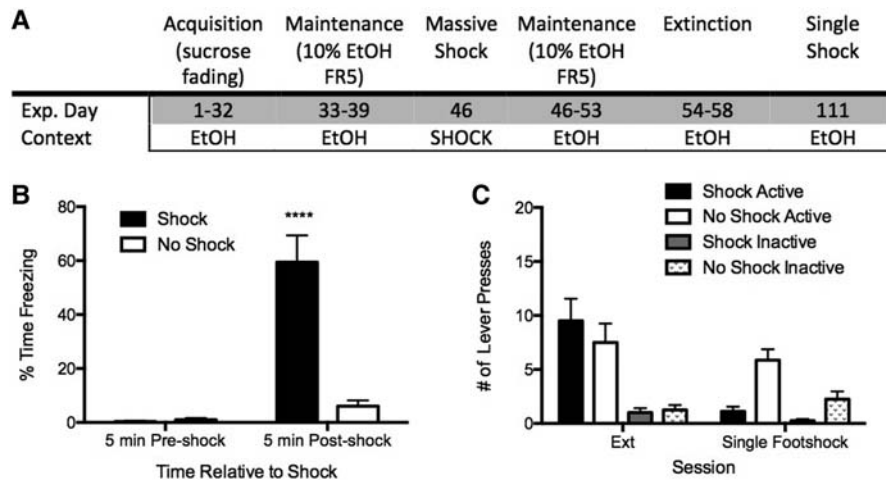 A
Acquisition (sucrose fading) Maintenance (10% EtOH FR5) Massive Shock Maintenance (10% EtOH FR5) Extinction Single Shock
Exp. Day 1-32 33-39 46 46-53 54-58 111
Context EtOH EtOH SHOCK EtOH EtOH EtOH
B
80
60
40
20
0
% Time Freezing
Shock
No Shock
****
5 min Pre-shock 5 min Post-shock
Time Relative to Shock
C
Shock Active
No Shock Active
Shock Inactive
No Shock Inactive
20
15
10
5
0
# of Lever Presses
Ext Single Footshock
Session